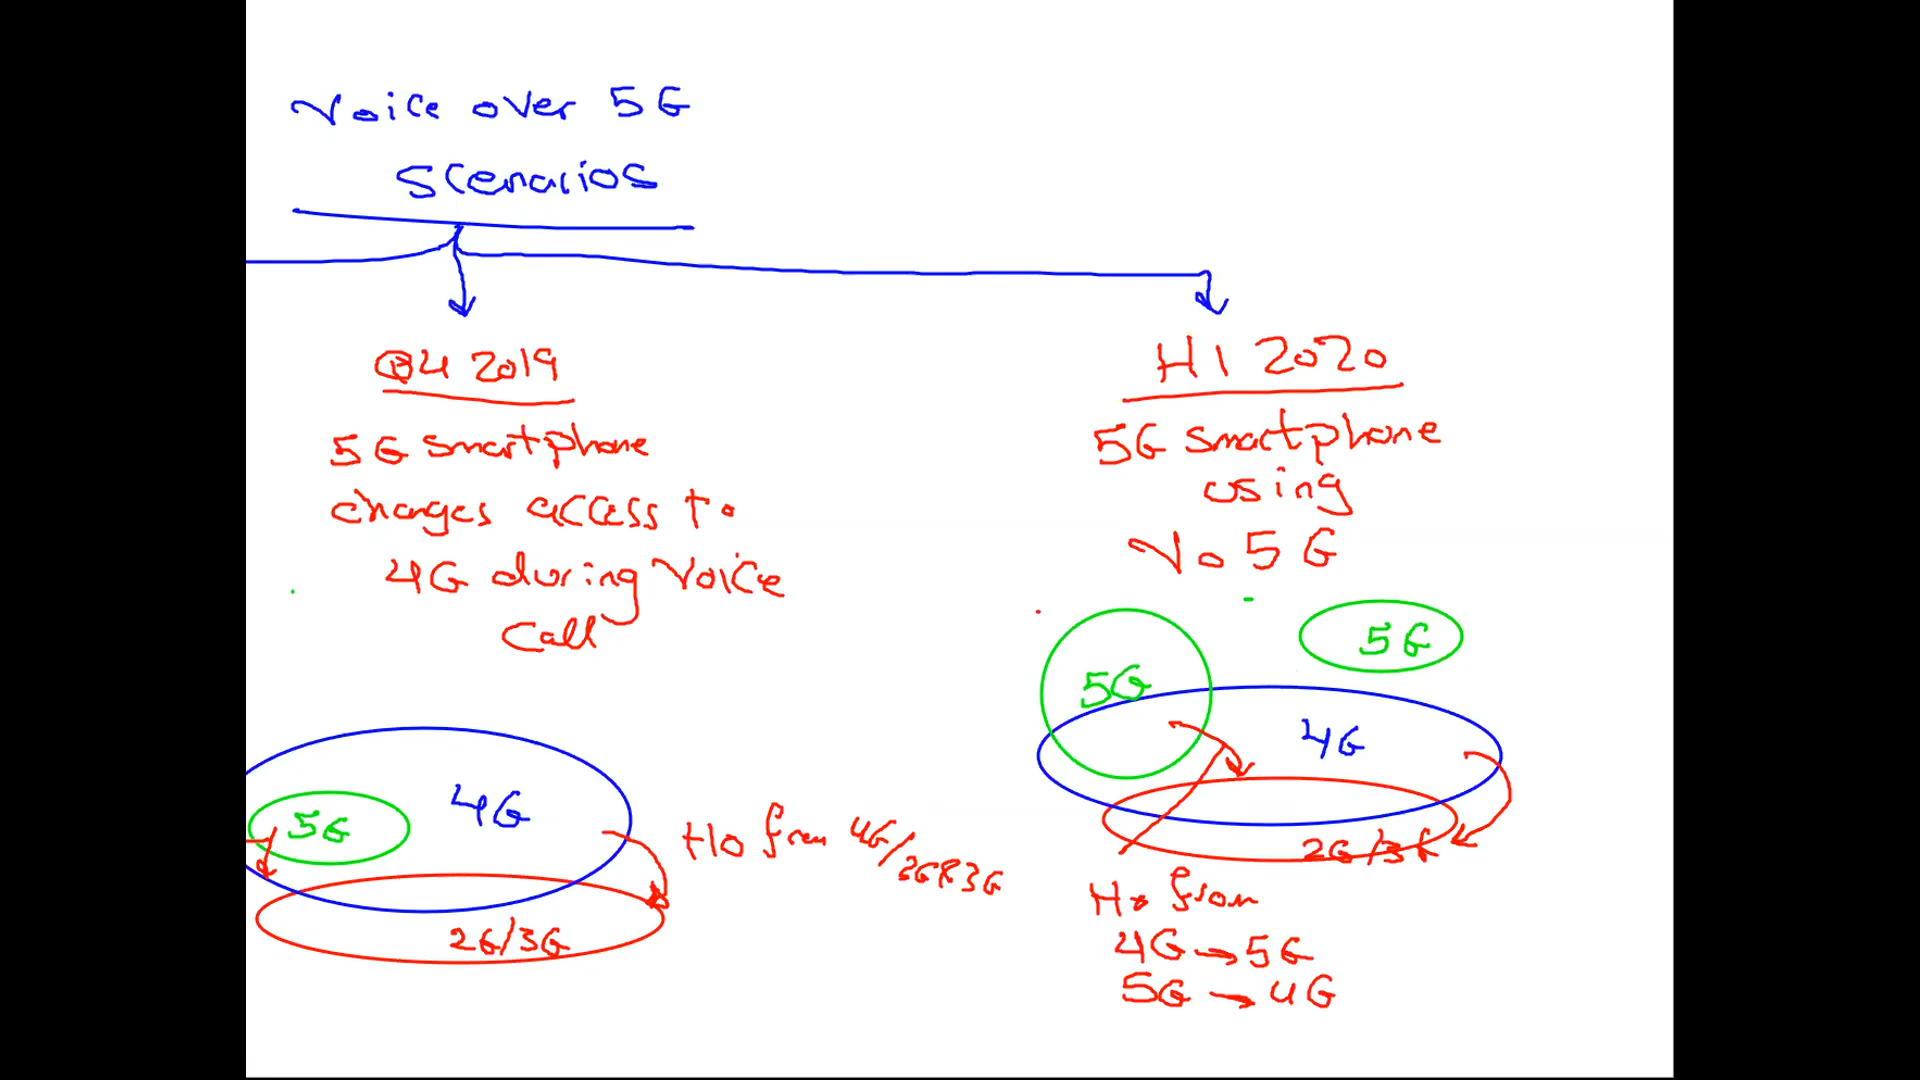 Voice over 5G
Scenarios
Q4 2019
5G smartphone
changes access to
4G during Voice
Call
5G
4G
2G/3G
HO from 4G/
2G&3G
H1 2020
5G smartphone
using
Vo5G
5G
5G
4G
2G/3G
Ho from
4G→5G
5G→4G